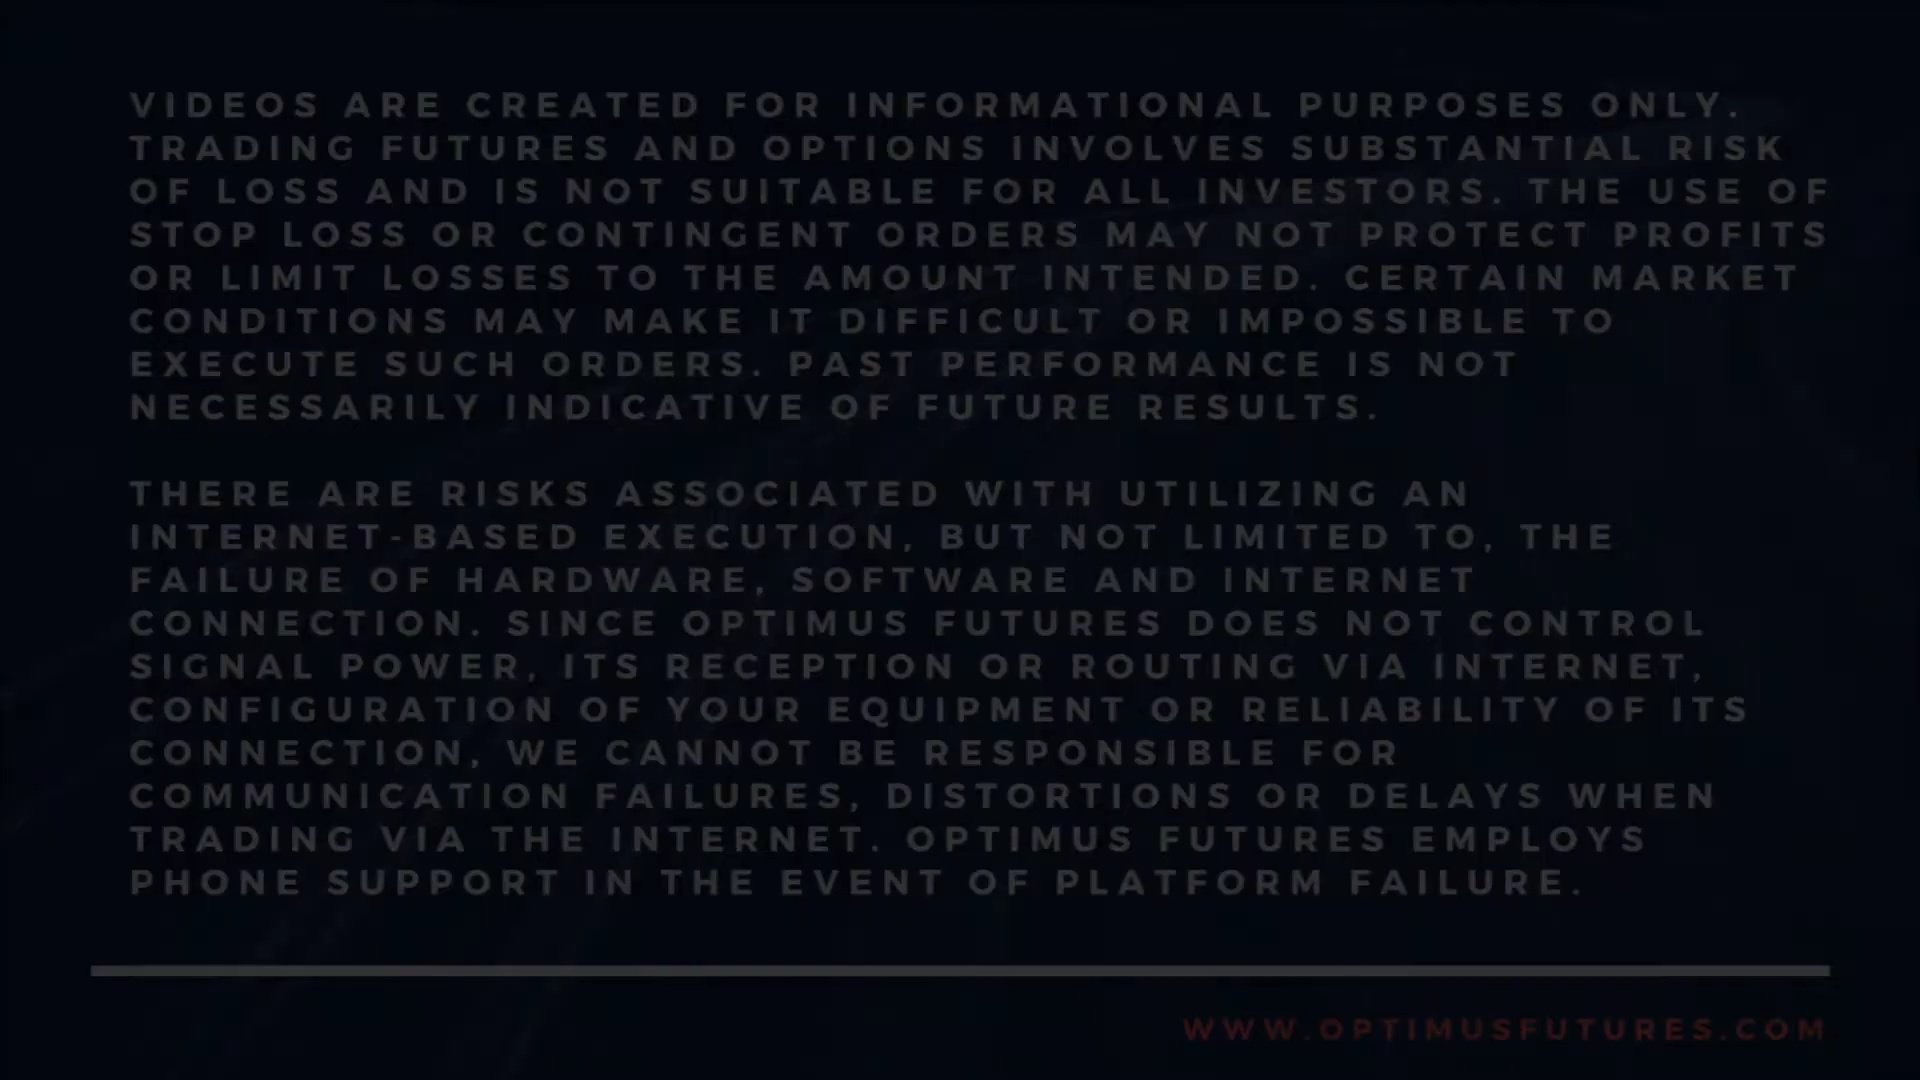 VIDEOS ARE CREATED FOR INFORMATIONAL PURPOSES ONLY.
TRADING FUTURES AND OPTIONS INVOLVES SUBSTANTIAL RISK
OF LOSS AND IS NOT SUITABLE FOR ALL INVESTORS. THE USE OF
STOP LOSS OR CONTINGENT ORDERS MAY NOT PROTECT PROFITS
OR LIMIT LOSSES TO THE AMOUNT INTENDED. CERTAIN MARKET
CONDITIONS MAY MAKE IT DIFFICULT OR IMPOSSIBLE TO
EXECUTE SUCH ORDERS. PAST PERFORMANCE IS NOT
NECESSARILY INDICATIVE OF FUTURE RESULTS.
THERE ARE RISKS ASSOCIATED WITH UTILIZING AN
INTERNET-BASED EXECUTION, BUT NOT LIMITED TO, THE
FAILURE OF HARDWARE, SOFTWARE AND INTERNET
CONNECTION. SINCE OPTIMUS FUTURES DOES NOT CONTROL
SIGNAL POWER, ITS RECEPTION OR ROUTING VIA INTERNET,
CONFIGURATION OF YOUR EQUIPMENT OR RELIABILITY OF ITS
CONNECTION, WE CANNOT BE RESPONSIBLE FOR
COMMUNICATION FAILURES, DISTORTIONS OR DELAYS WHEN
TRADING VIA THE INTERNET. OPTIMUS FUTURES EMPLOYS
PHONE SUPPORT IN THE EVENT OF PLATFORM FAILURE.
WWW.OPTIMUSFUTURES.COM